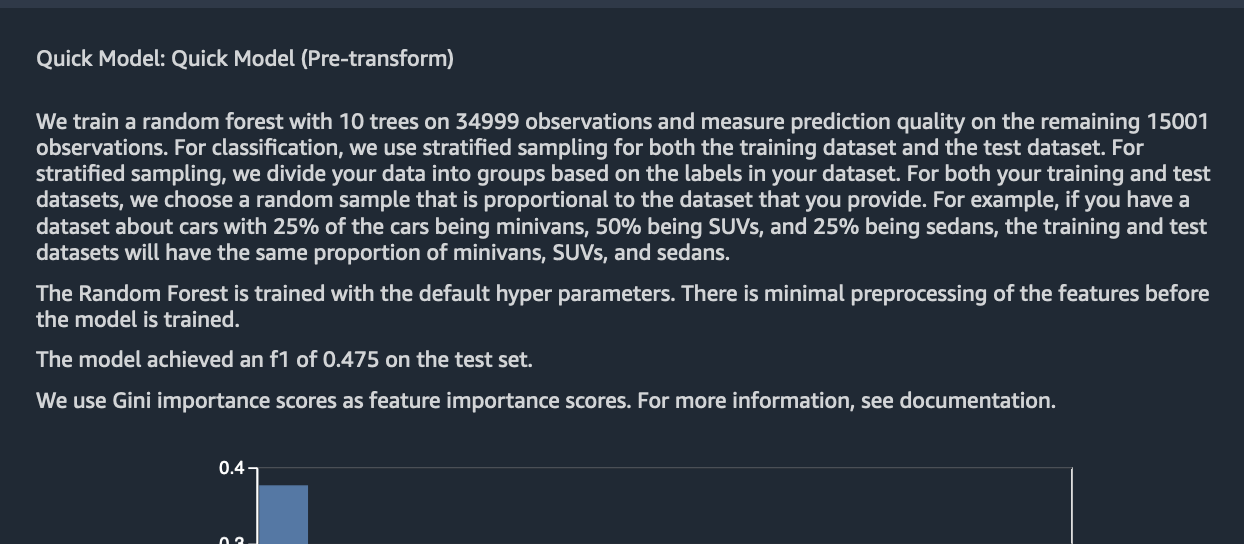 Quick Model: Quick Model (Pre-transform)
We train a random forest with 10 trees on 34999 observations and measure prediction quality on the remaining 15001
observations. For classification, we use stratified sampling for both the training dataset and the test dataset. For
stratified sampling, we divide your data into groups based on the labels in your dataset. For both your training and test
datasets, we choose a random sample that is proportional to the dataset that you provide. For example, if you have a
dataset about cars with 25% of the cars being minivans, 50% being SUVs, and 25% being sedans, the training and test
datasets will have the same proportion of minivans, SUVs, and sedans.
The Random Forest is trained with the default hyper parameters. There is minimal preprocessing of the features before
the model is trained.
The model achieved an f1 of 0.475 on the test set.
We use Gini importance scores as feature importance scores. For more information, see documentation.
0.4
0.3